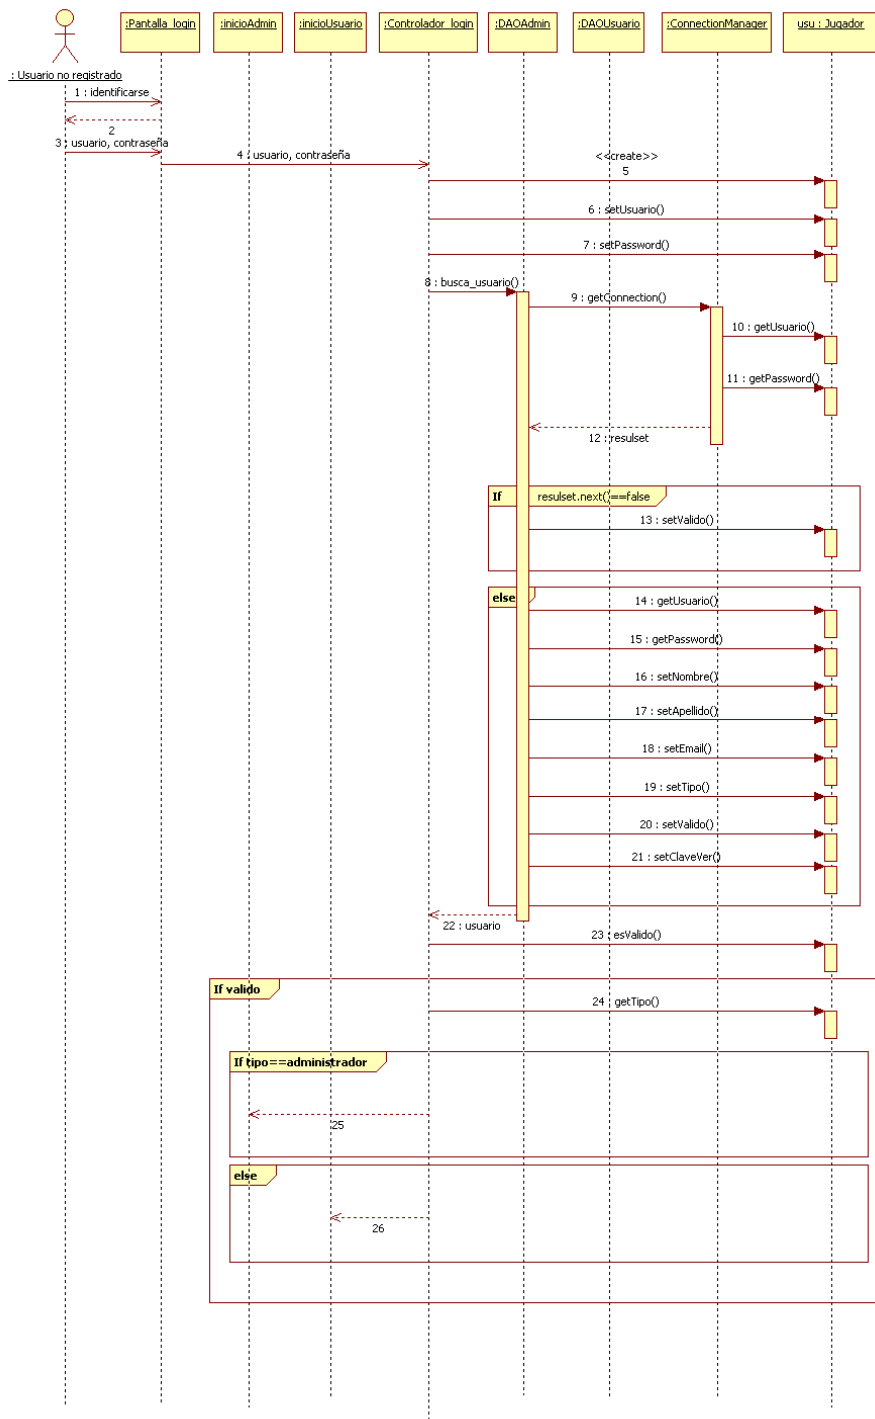 :Pantalla_login
:inicioAdmin
:inicioUsuario
:Controlador_login
:DAOAdmin
:DAOUsuario
:ConnectionManager
usu : Jugador
: Usuario no registrado
1 : identificarse
2
3 : usuario, contraseña
4 : usuario, contraseña
<<create>>
5
6 : setUsuario()
7 : setPassword()
8 : busca_usuario()
9 : getConnection()
10 : getUsuario()
11 : getPassword()
12 : resulset
If resulset.next()==false
13 : setValido()
else
14 : getUsuario()
15 : getPassword()
16 : setNombre()
17 : setApellido()
18 : setEmail()
19 : setTipo()
20 : setValido()
21 : setClaveVer()
22 : usuario
23 : esValido()
If valido
24 : getTipo()
If tipo==administrador
25
else
26